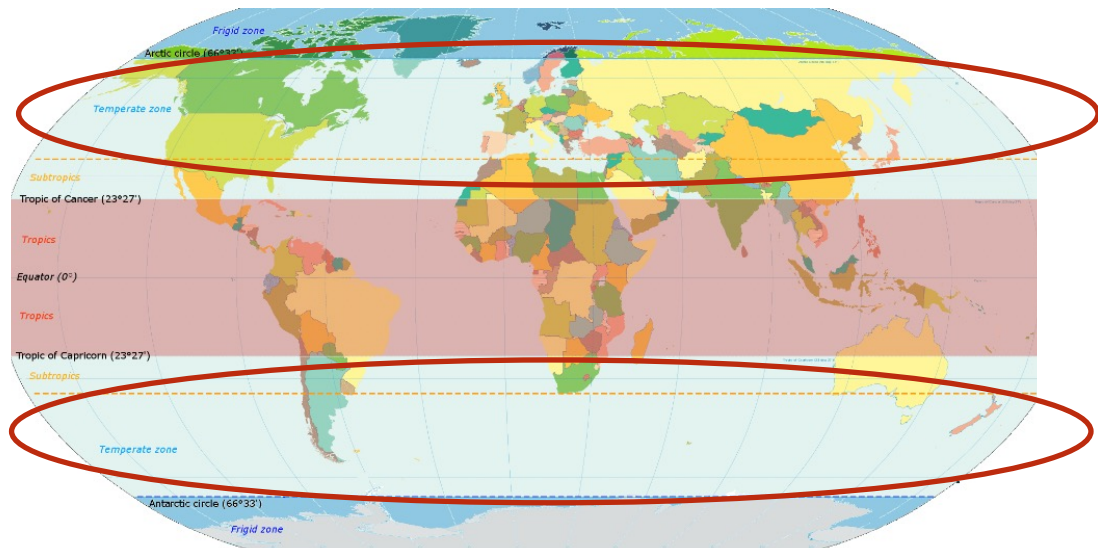 Frigid zone
Arctic circle (66°33')
Temperate zone
Subtropics
Tropic of Cancer (23°27')
Tropics
Equator (0°)
Tropics
Tropic of Capricorn (23°27')
Subtropics
Temperate zone
Antarctic circle (66°33')
Frigid zone